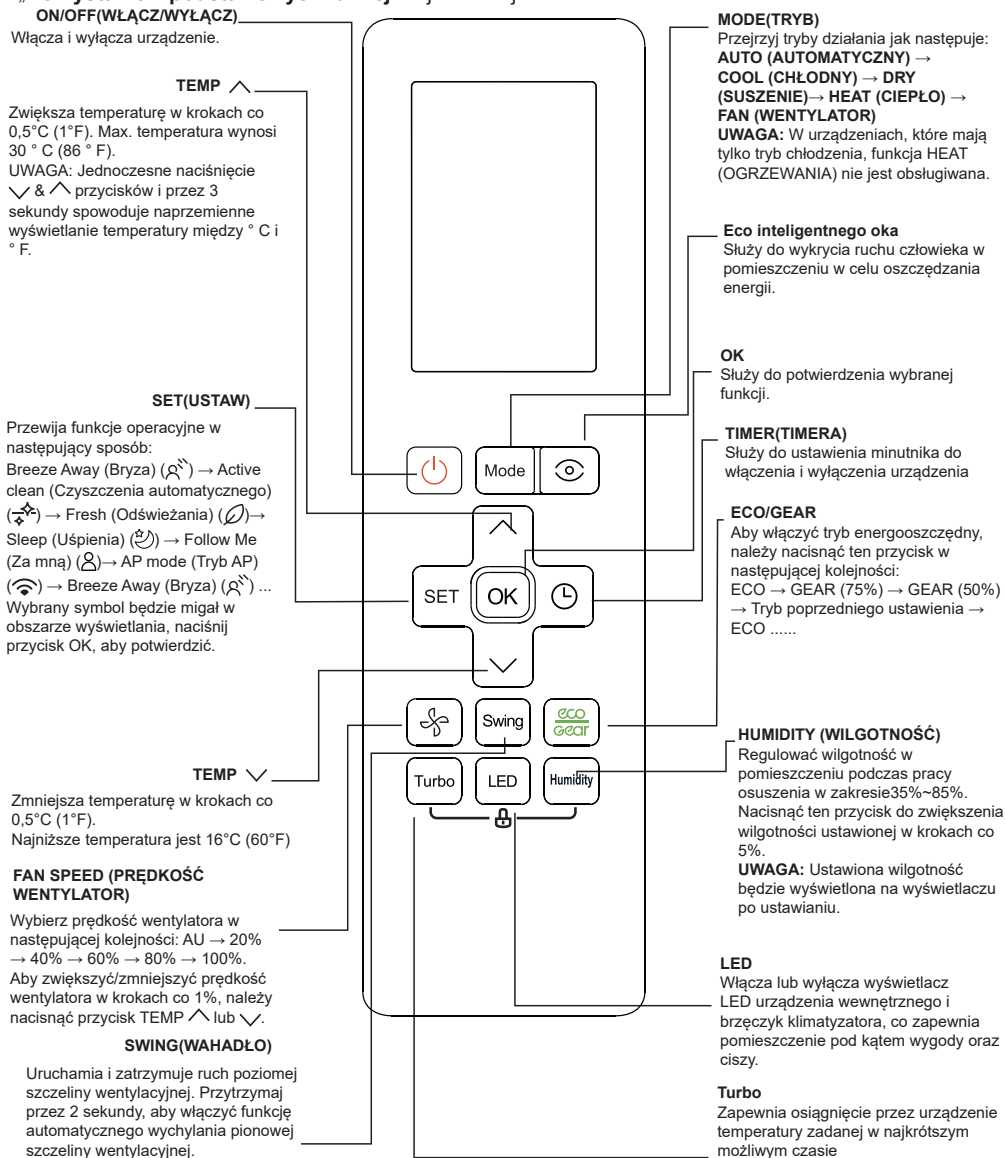 ON/OFF(WŁĄCZ/WYŁĄCZ)
Włącza i wyłącza urządzenie.
TEMP
Zwiększa temperaturę w krokach co
0,5°C (1°F). Max. temperatura wynosi
30 ° C (86 ° F).
UWAGA: Jednoczesne naciśnięcie
& przycisków i przez 3
sekundy spowoduje naprzemienne
wyświetlanie temperatury między ° C i
° F.
SET(USTAW)
Przewija funkcje operacyjne w
następujący sposób:
Breeze Away (Bryza) ( ) → Active
clean (Czyszczenia automatycznego)
( ) → Fresh (Odświeżania) ( )→
Sleep (Uśpienia) ( ) → Follow Me
(Za mną) ( )→ AP mode (Tryb AP)
( ) → Breeze Away (Bryza) ( ) ...
Wybrany symbol będzie migał w
obszarze wyświetlania, naciśnij
przycisk OK, aby potwierdzić.
TEMP
Zmniejsza temperaturę w krokach co
0,5°C (1°F).
Najniższe temperatura jest 16°C (60°F)
FAN SPEED (PRĘDKOŚĆ
WENTYLATOR)
Wybierz prędkość wentylatora w
następującej kolejności: AU → 20%
→ 40% → 60% → 80% → 100%.
Aby zwiększyć/zmniejszyć prędkość
wentylatora w krokach co 1%, należy
nacisnąć przycisk TEMP lub .
SWING(WAHADŁO)
Uruchamia i zatrzymuje ruch poziomej
szczeliny wentylacyjnej. Przytrzymaj
przez 2 sekundy, aby włączyć funkcję
automatycznego wychylania pionowej
szczeliny wentylacyjnej.
Mode
SET
OK
Swing
eco
Gear
Turbo
LED
Humidity
MODE(TRYB)
Przejrzyj tryby działania jak następuje:
AUTO (AUTOMATYCZNY) →
COOL (CHŁODNY) → DRY
(SUSZENIE)→ HEAT (CIEPŁO) →
FAN (WENTYLATOR)
UWAGA: W urządzeniach, które mają
tylko tryb chłodzenia, funkcja HEAT
(OGRZEWANIA) nie jest obsługiwana.
Eco inteligentnego oka
Służy do wykrycia ruchu człowieka w
pomieszczeniu w celu oszczędzania
energii.
OK
Służy do potwierdzenia wybranej
funkcji.
TIMER(TIMERA)
Służy do ustawienia minutnika do
włączenia i wyłączenia urządzenia
ECO/GEAR
Aby włączyć tryb energooszczędny,
należy nacisnąć ten przycisk w
następującej kolejności:
ECO → GEAR (75%) → GEAR (50%)
→ Tryb poprzedniego ustawienia →
ECO ......
HUMIDITY (WILGOTNOŚĆ)
Regulować wilgotność w
pomieszczeniu podczas pracy
osuszenia w zakresie35%~85%.
Nacisnąć ten przycisk do zwiększenia
wilgotności ustawionej w krokach co
5%.
UWAGA: Ustawiona wilgotność
będzie wyświetlona na wyświetlaczu
po ustawianiu.
LED
Włącza lub wyłącza wyświetlacz
LED urządzenia wewnętrznego i
brzęczyk klimatyzatora, co zapewnia
pomieszczenie pod kątem wygody oraz
ciszy.
Turbo
Zapewnia osiągnięcie przez urządzenie
temperatury zadanej w najkrótszym
możliwym czasie